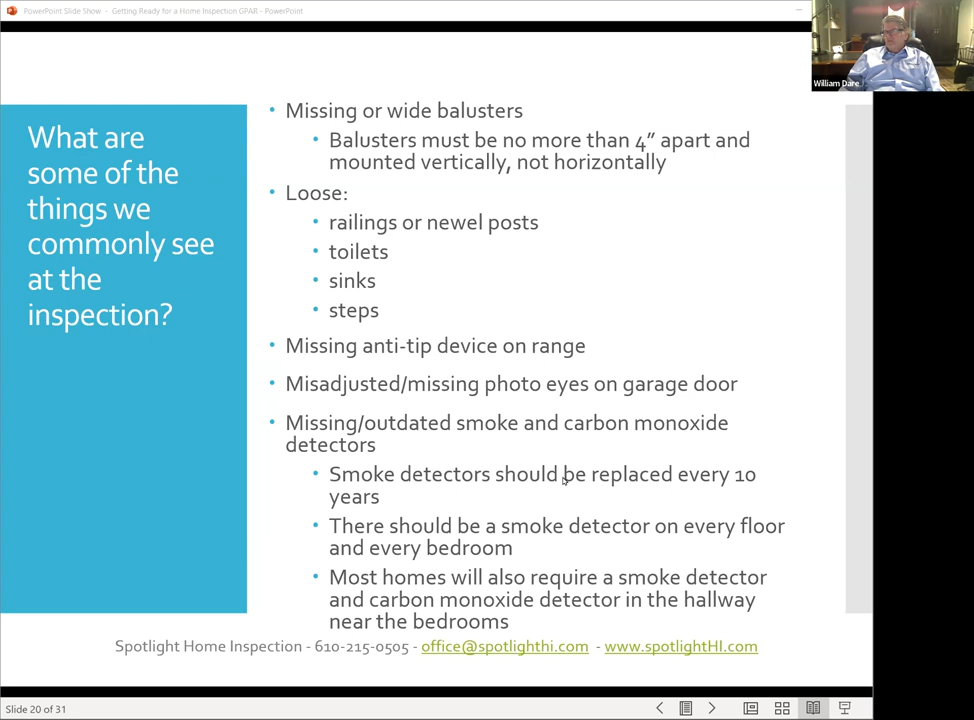 PowerPoint Slide Show - Getting Ready for a Home Inspection GPAR - PowerPoint
William Dare
What are
some of the
things we
commonly see
at the
inspection?
• Missing or wide balusters
• Balusters must be no more than 4" apart and
mounted vertically, not horizontally
• Loose:
• railings or newel posts
• toilets
• sinks
• steps
• Missing anti-tip device on range
• Misadjusted/missing photo eyes on garage door
• Missing/outdated smoke and carbon monoxide
detectors
• Smoke detectors should be replaced every 10
years
• There should be a smoke detector on every floor
and every bedroom
• Most homes will also require a smoke detector
and carbon monoxide detector in the hallway
near the bedrooms
Spotlight Home Inspection - 610-215-0505 - office@spotlighthi.com - www.spotlightHI.com
Slide 20 of 31